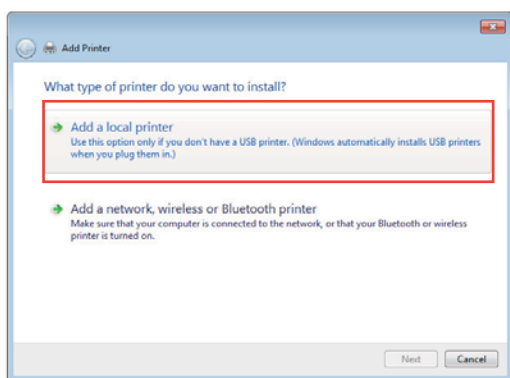 Add Printer
What type of printer do you want to install?
Add a local printer
Use this option only if you don't have a USB printer. (Windows automatically installs USB printers
when you plug them in.)
Add a network, wireless or Bluetooth printer
Make sure that your computer is connected to the network, or that your Bluetooth or wireless
printer is turned on.
Next Cancel